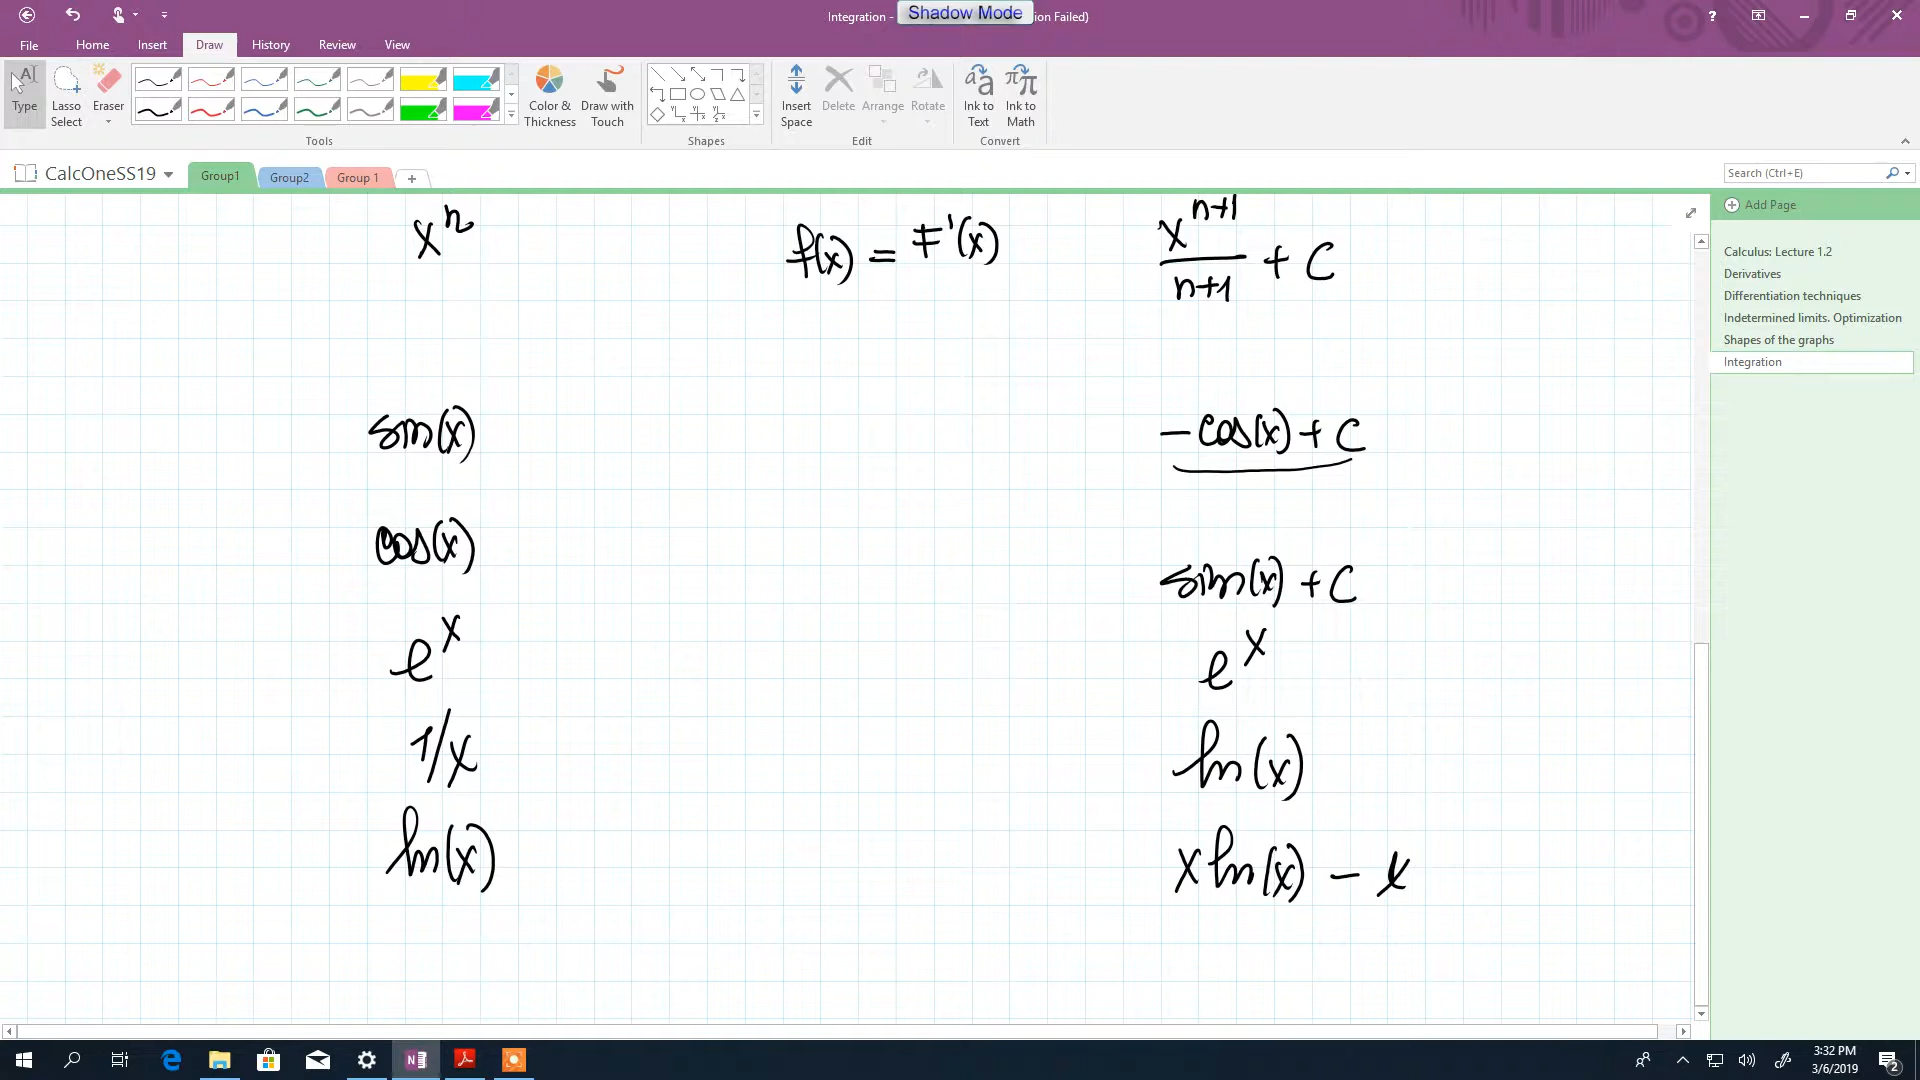 Integration - Shadow Mode ion Failed)
File Home Insert Draw History Review View
Type Lasso Select Eraser Color & Thickness Draw with Touch Insert Space Delete Arrange Rotate Ink to Text Ink to Math
Tools Shapes Edit Convert
CalcOneSS19 Group1 Group2 Group 1 Search (Ctrl+E)
Add Page
Calculus: Lecture 1.2
Derivatives
Differentiation techniques
Indetermined limits. Optimization
Shapes of the graphs
Integration
x^n f(x) = F'(x) x^{n+1}/(n+1) + C
sin(x) - cos(x) + C
cos(x) sin(x) + C
e^x e^x
1/x ln(x)
ln(x) x ln(x) - x
3:32 PM
3/6/2019 2